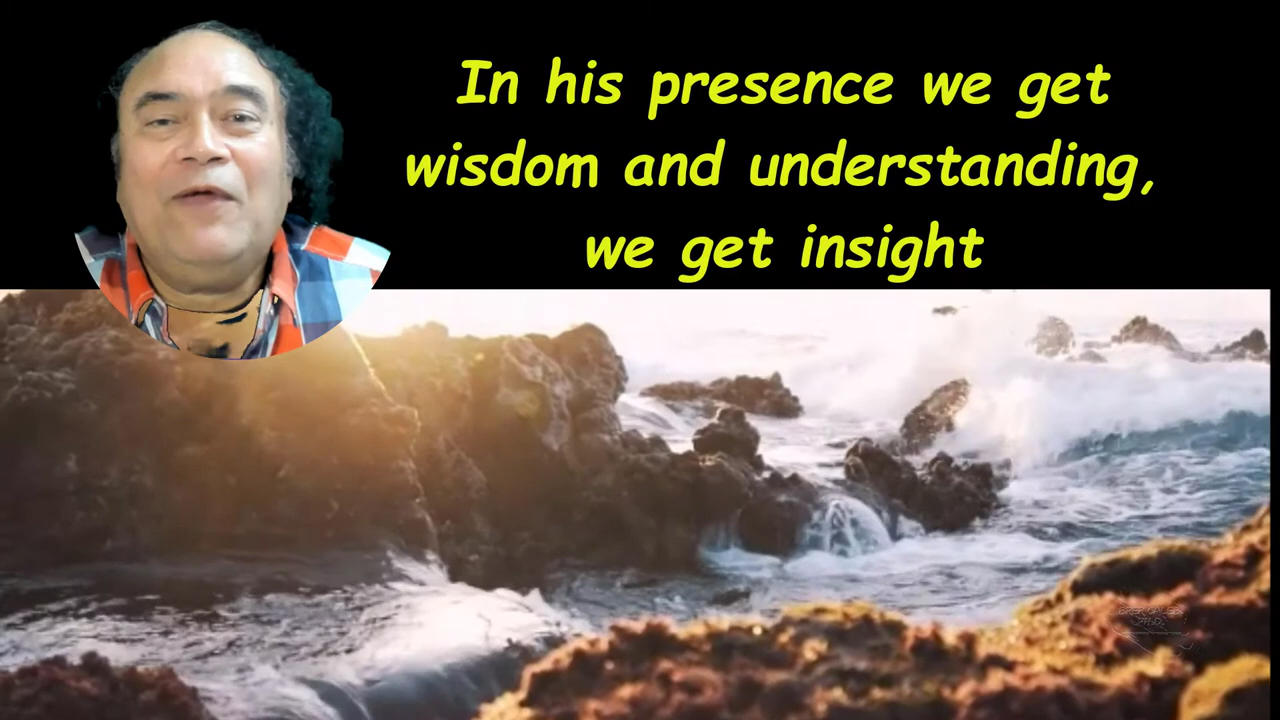 In his presence we get
wisdom and understanding,
we get insight